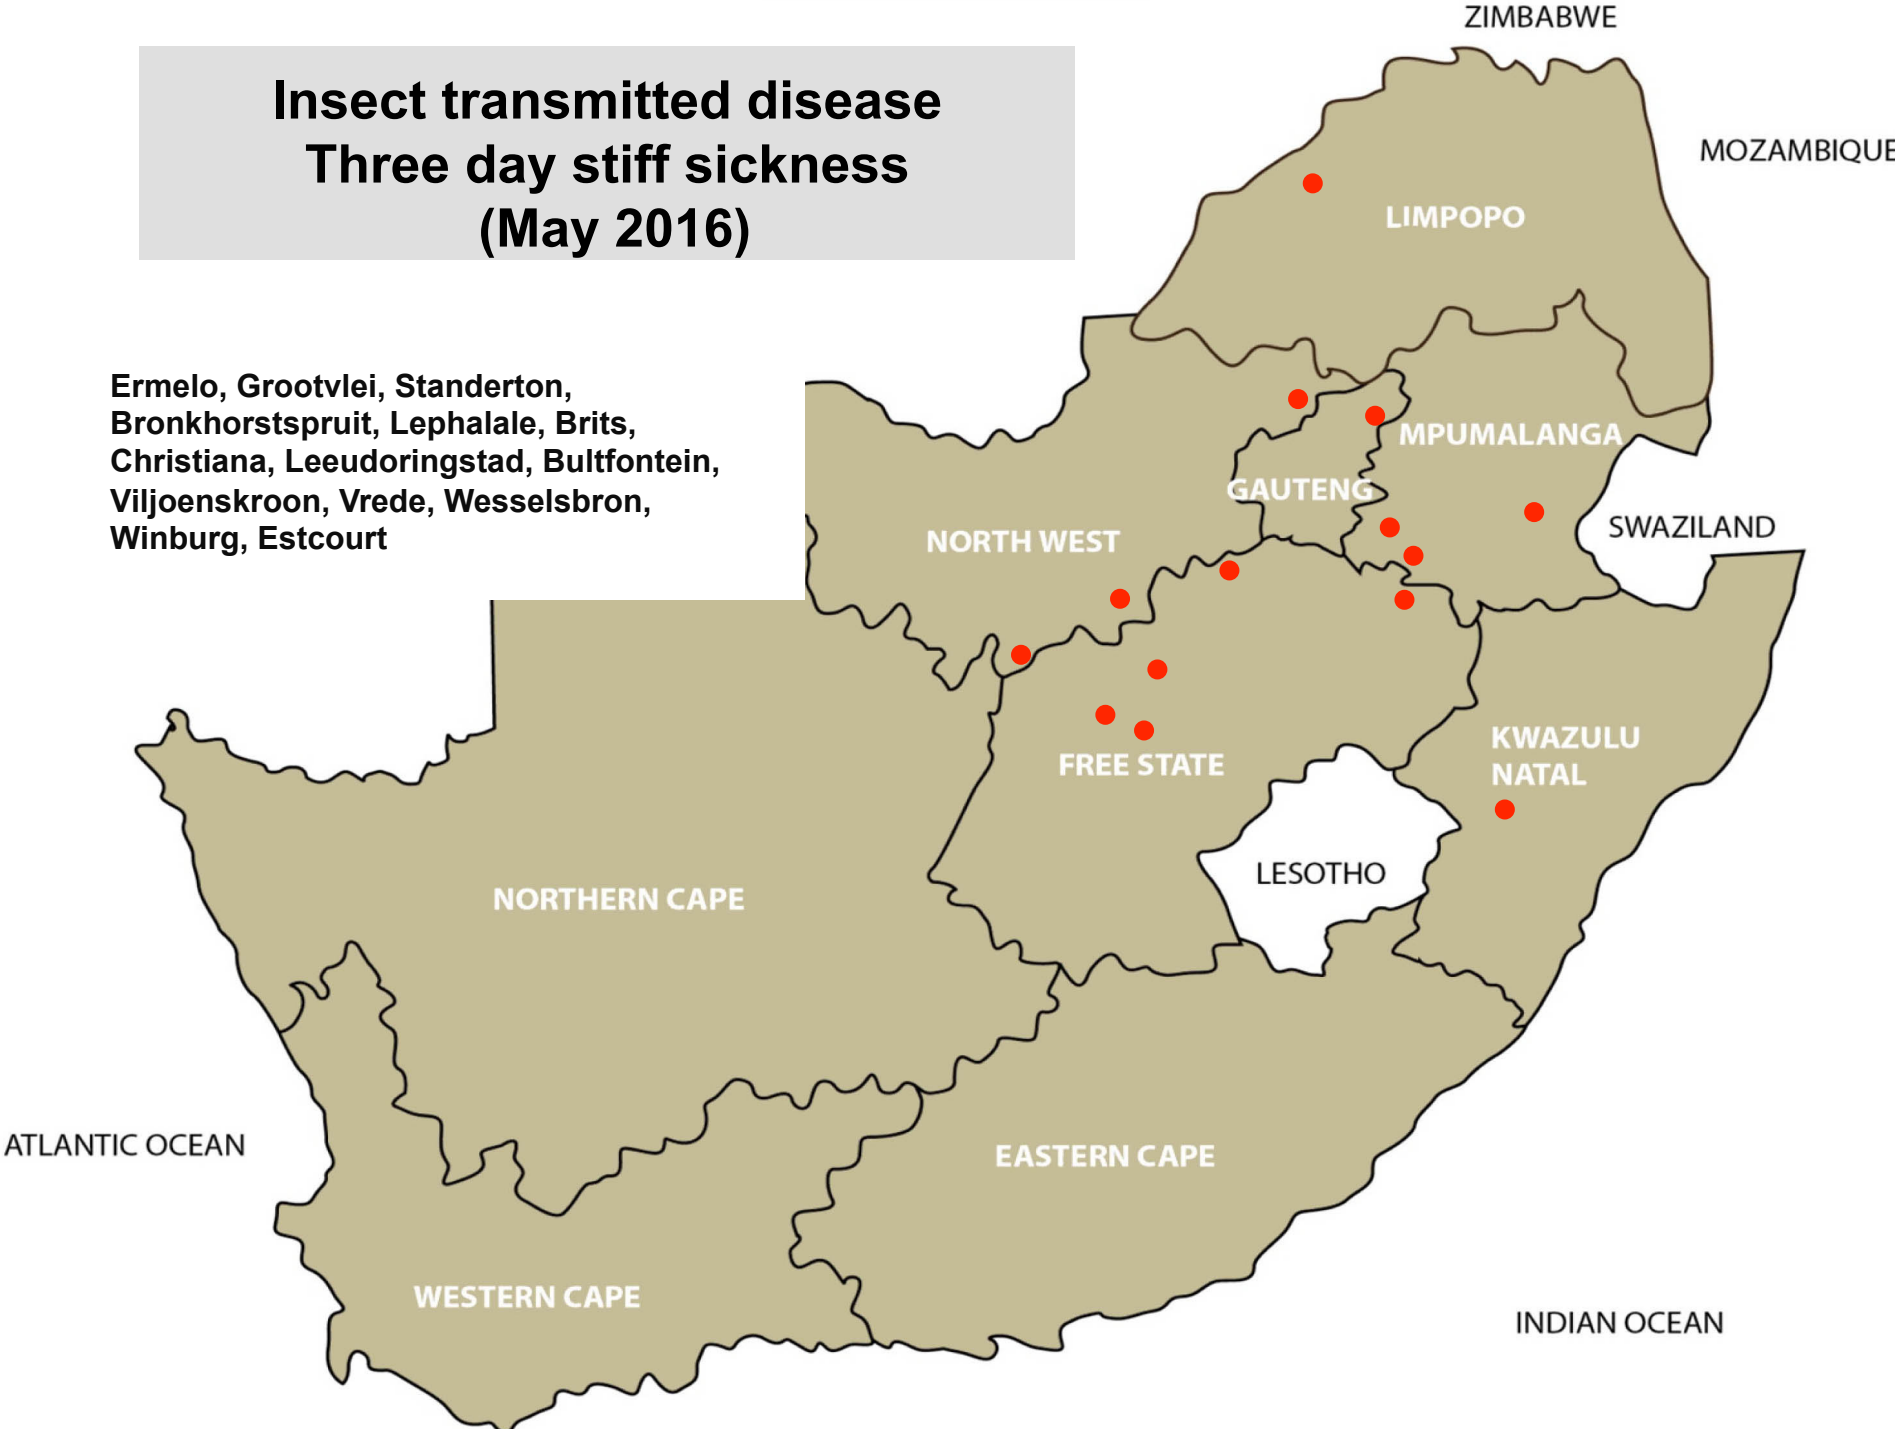 ZIMBABWE
Insect transmitted disease
Three day stiff sickness
(May 2016)
MOZAMBIQUE
LIMPOPO
Ermelo, Grootvlei, Standerton,
Bronkhorstspruit, Lephalale, Brits,
Christiana, Leeudoringstad, Bultfontein,
Viljoenskroon, Vrede, Wesselsbron,
Winburg, Estcourt
MPUMALANGA
GAUTENG
SWAZILAND
NORTH WEST
KWAZULU
NATAL
FREE STATE
LESOTHO
NORTHERN CAPE
ATLANTIC OCEAN
EASTERN CAPE
WESTERN CAPE
INDIAN OCEAN